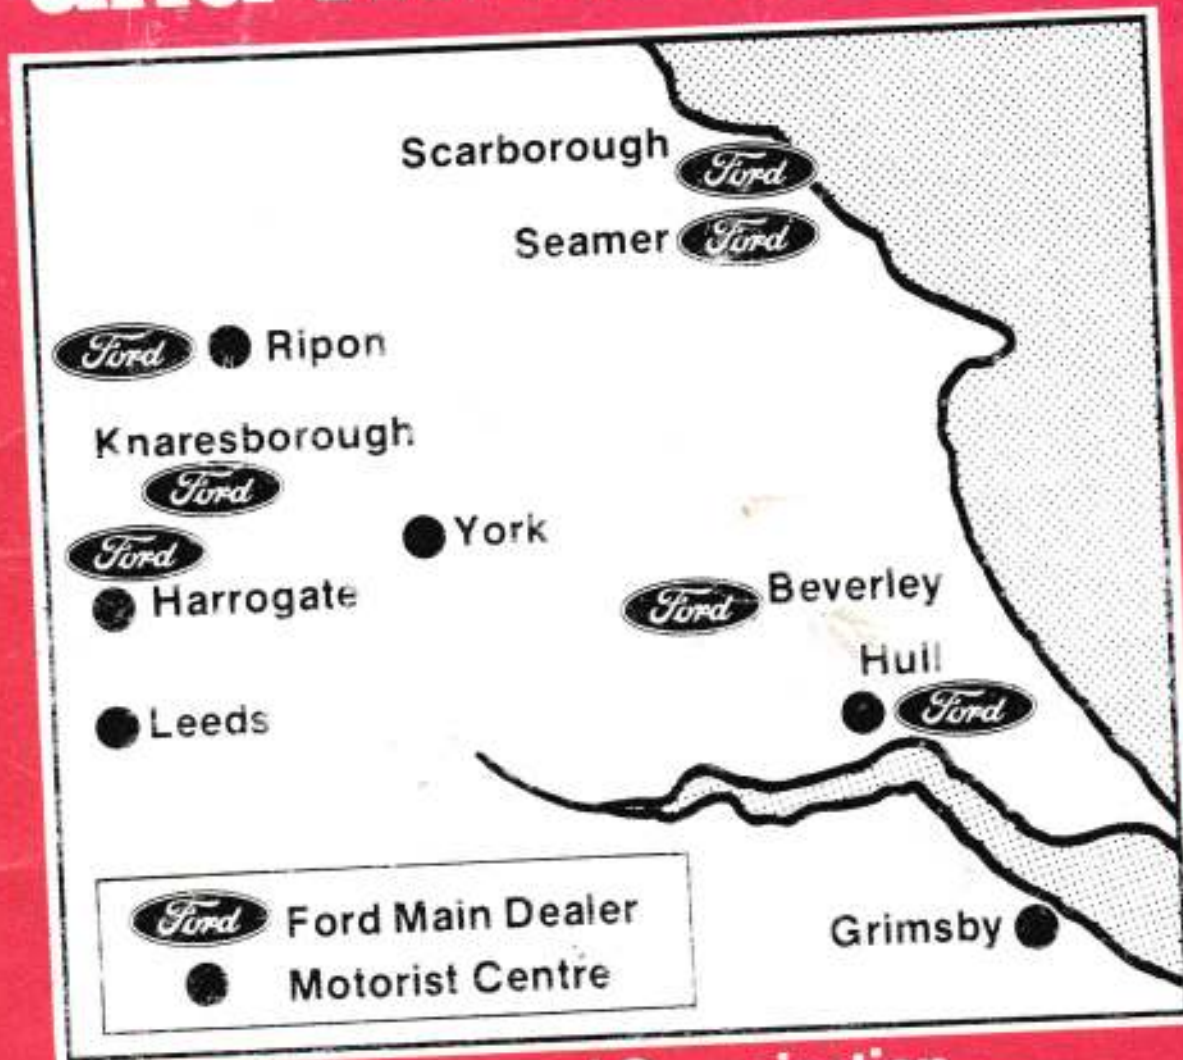 Scarborough
Ford
Seamer
Ford
Ford
Ripon
Knaresborough
Ford
Ford
York
Harrogate
Ford
Beverley
Hull
Ford
Leeds
Grimsby
Ford
Ford Main Dealer
Motorist Centre